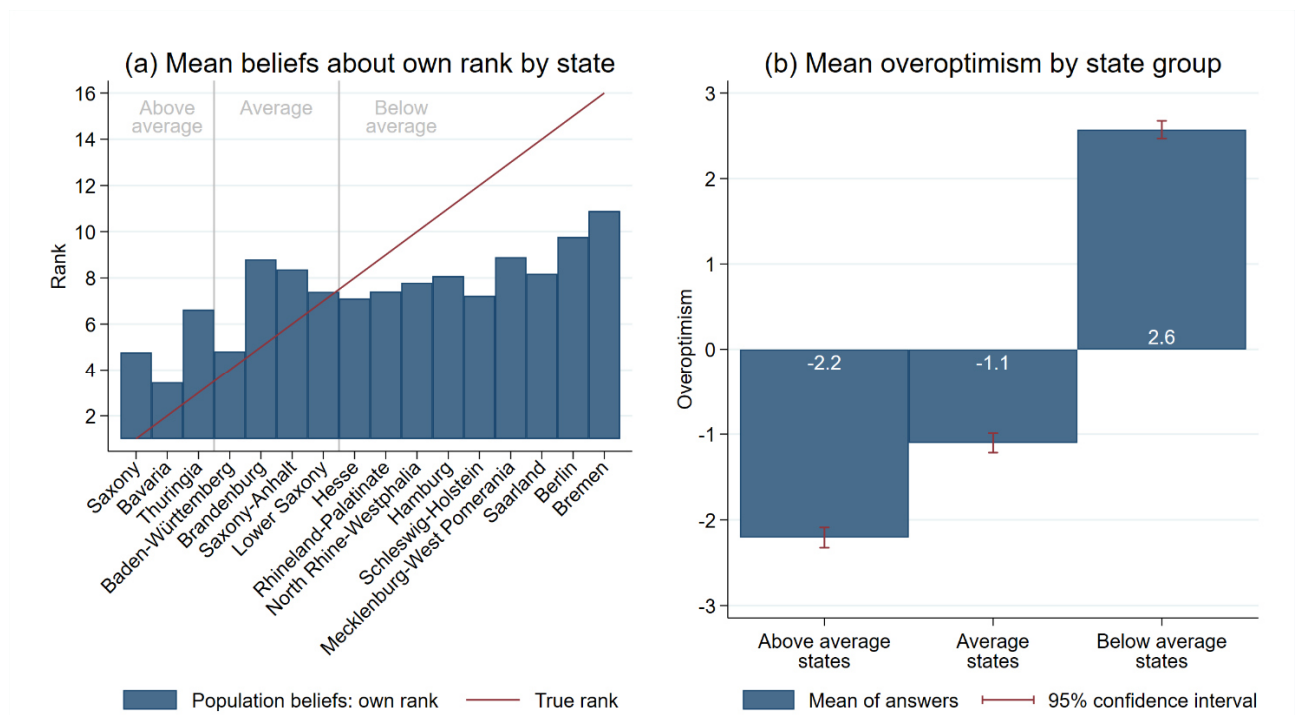 (a) Mean beliefs about own rank by state
Above
average
Average
Below
average
Rank
16
14
12
10
8
6
4
2
Saxony
Bavaria
Thuringia
Baden-Württemberg
Brandenburg
Saxony-Anhalt
Lower Saxony
Hesse
Rhineland-Palatinate
North Rhine-Westphalia
Hamburg
Schleswig-Holstein
Mecklenburg-West Pomerania
Saarland
Berlin
Bremen
Population beliefs: own rank
True rank
(b) Mean overoptimism by state group
Overoptimism
3
2
1
0
-1
-2
-3
-2.2
-1.1
2.6
Above average
states
Average
states
Below average
states
Mean of answers
95% confidence interval